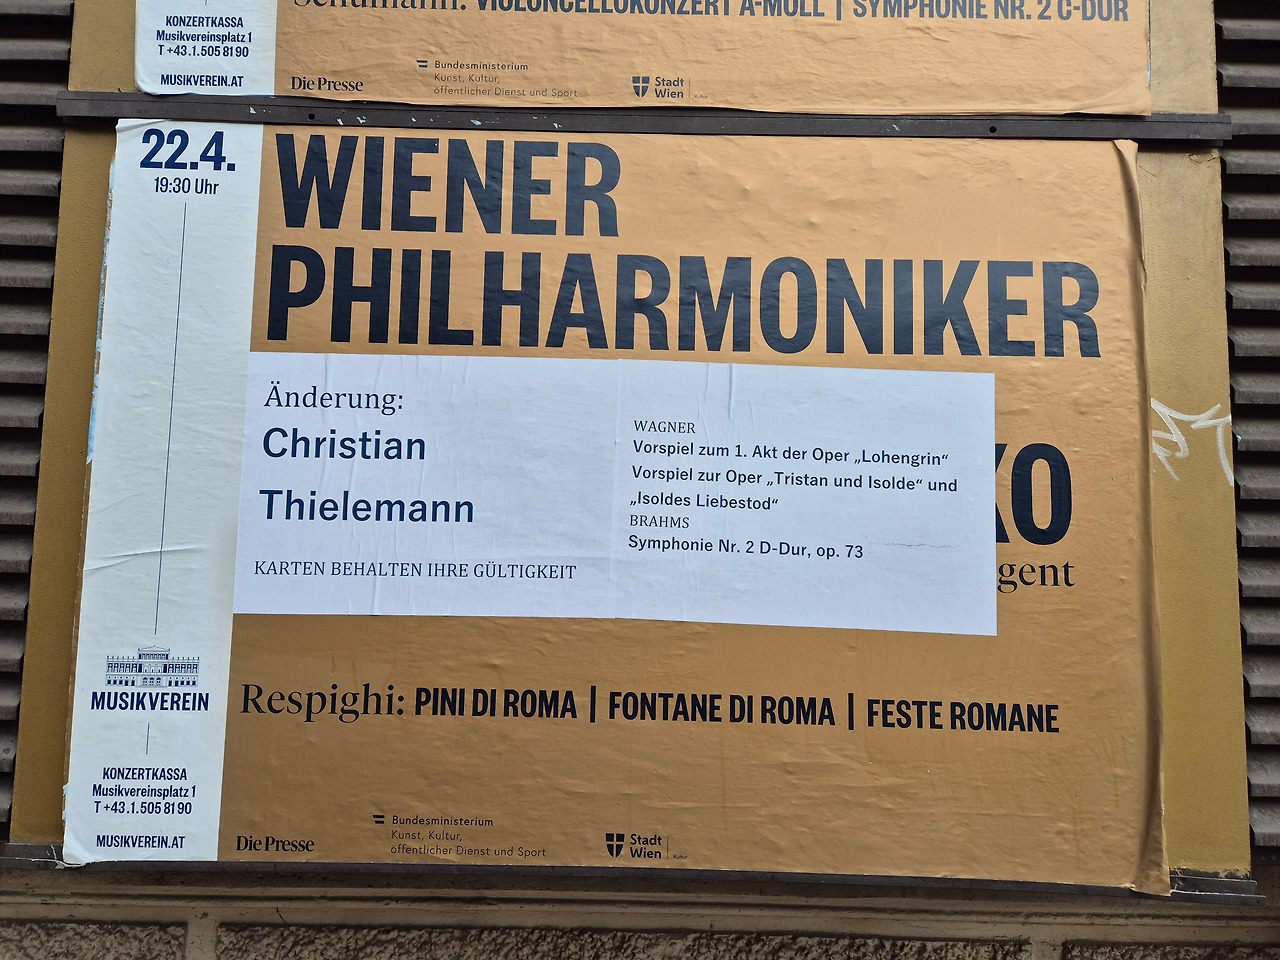 Schumann: VIOLONCELLOKONZERT A-MOLL | SYMPHONIE NR. 2 C-DUR
KONZERTKASSA
Musikvereinsplatz 1
T +43.1.505 81 90
MUSIKVEREIN.AT
Die Presse
Bundesministerium
Kunst, Kultur,
öffentlicher Dienst und Sport
Stadt
Wien
Kultur
22.4.
19:30 Uhr
WIENER
PHILHARMONIKER
Änderung:
Christian
Thielemann
KARTEN BEHALTEN IHRE GÜLTIGKEIT
WAGNER
Vorspiel zum 1. Akt der Oper „Lohengrin“
Vorspiel zur Oper „Tristan und Isolde“ und
„Isoldes Liebestod“
BRAHMS
Symphonie Nr. 2 D-Dur, op. 73
KO
gent
Respighi: PINI DI ROMA | FONTANE DI ROMA | FESTE ROMANE
MUSIKVEREIN
KONZERTKASSA
Musikvereinsplatz 1
T +43.1.505 81 90
MUSIKVEREIN.AT
Die Presse
Bundesministerium
Kunst, Kultur,
öffentlicher Dienst und Sport
Stadt
Wien
Kultur